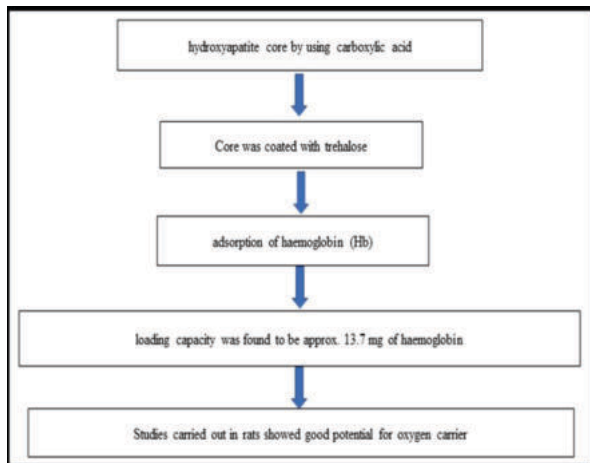 hydroxyapatite core by using carboxylic acid
Core was coated with trehalose
adsorption of haemoglobin (Hb)
loading capacity was found to be approx. 13.7 mg of haemoglobin
Studies carried out in rats showed good potential for oxygen carrier